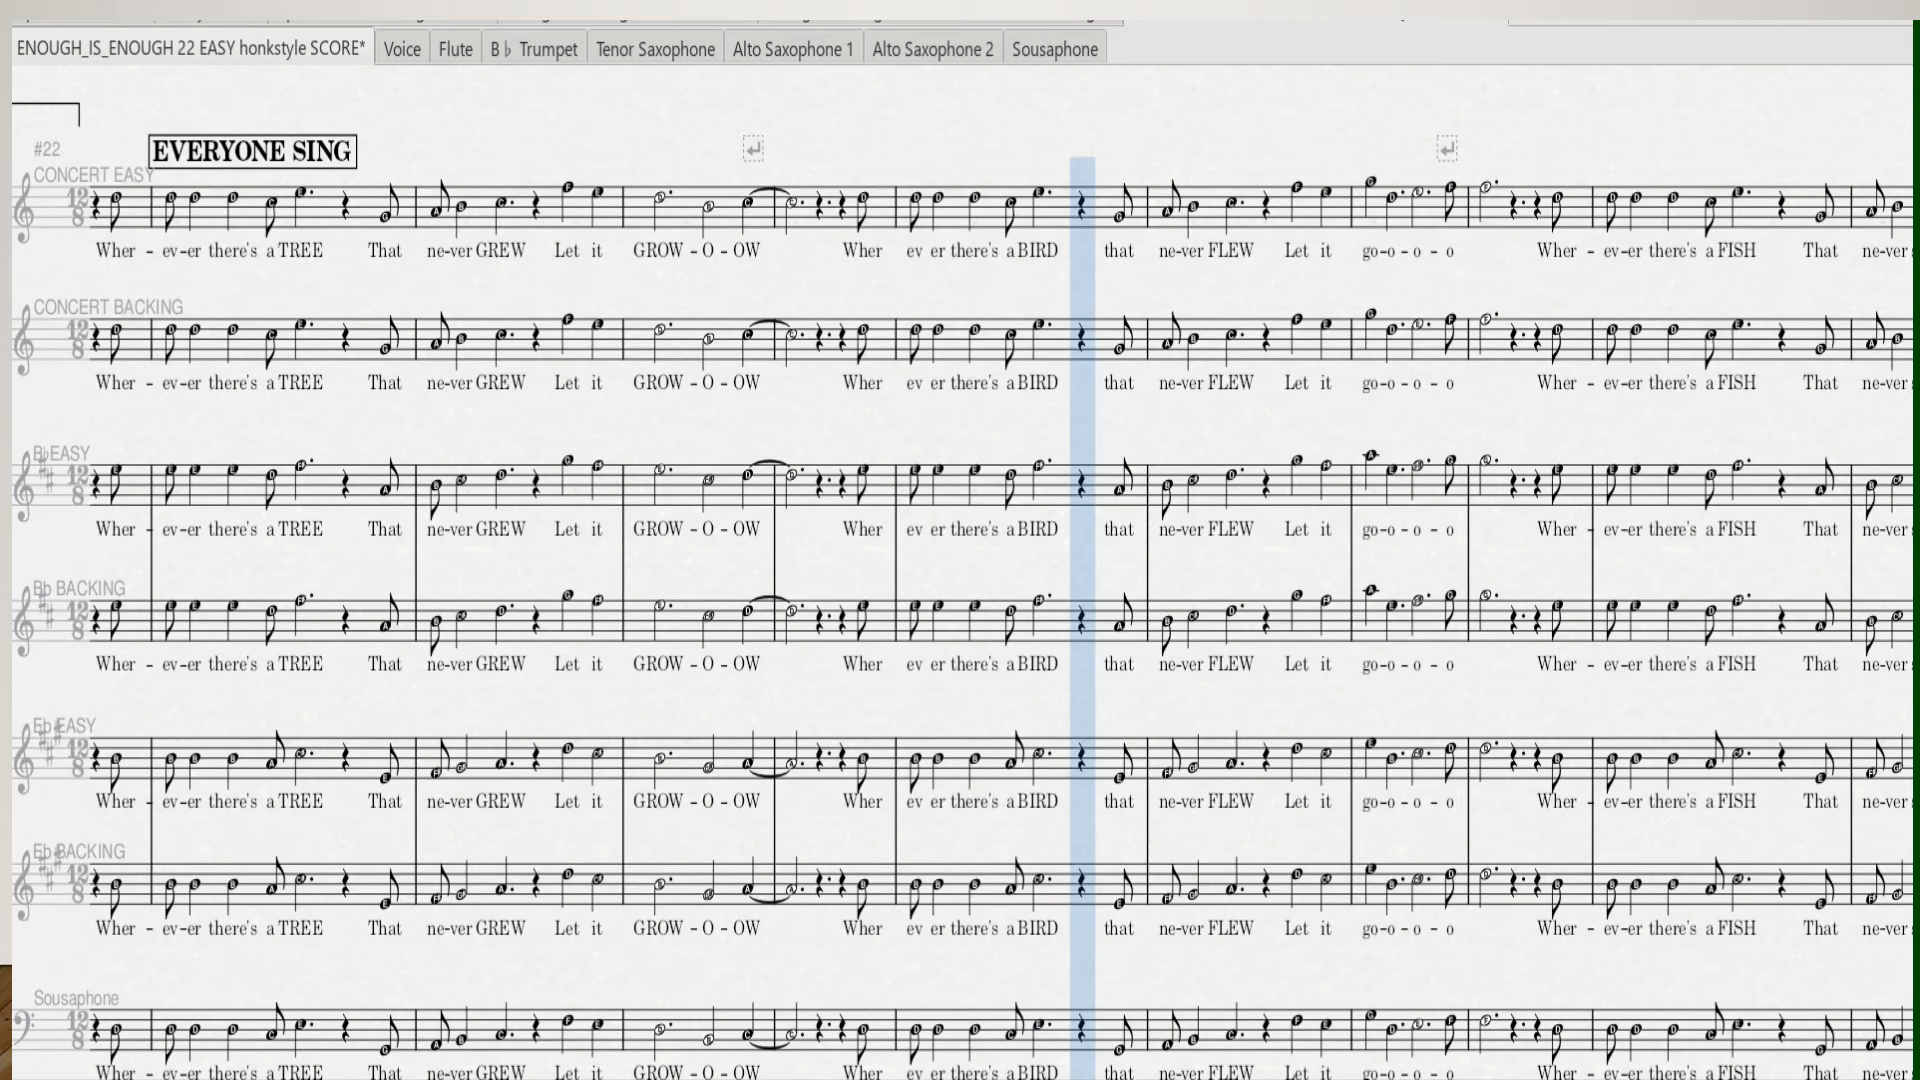 ENOUGH_IS_ENOUGH 22 EASY honkstyle SCORE* Voice Flute B♭ Trumpet Tenor Saxophone Alto Saxophone 1 Alto Saxophone 2 Sousaphone
#22 EVERYONE SING
CONCERT EASY
Wher - ev-er there's a TREE That ne-ver GREW Let it GROW - O - OW Wher ev er there's a BIRD that ne-ver FLEW Let it go-o - o - o Wher - ev-er there's a FISH That ne-ver
CONCERT BACKING
Wher - ev-er there's a TREE That ne-ver GREW Let it GROW - O - OW Wher ev er there's a BIRD that ne-ver FLEW Let it go-o - o - o Wher - ev-er there's a FISH That ne-ver
B♭EASY
Wher - ev-er there's a TREE That ne-ver GREW Let it GROW - O - OW Wher ev er there's a BIRD that ne-ver FLEW Let it go-o - o - o Wher - ev-er there's a FISH That ne-ver
Bb BACKING
Wher - ev-er there's a TREE That ne-ver GREW Let it GROW - O - OW Wher ev er there's a BIRD that ne-ver FLEW Let it go-o - o - o Wher - ev-er there's a FISH That ne-ver
Eb EASY
Wher - ev-er there's a TREE That ne-ver GREW Let it GROW - O - OW Wher ev er there's a BIRD that ne-ver FLEW Let it go-o - o - o Wher - ev-er there's a FISH That ne-ver
Eb BACKING
Wher - ev-er there's a TREE That ne-ver GREW Let it GROW - O - OW Wher ev er there's a BIRD that ne-ver FLEW Let it go-o - o - o Wher - ev-er there's a FISH That ne-ver
Sousaphone
Wher - ev-er there's a TREE That ne-ver GREW Let it GROW - O - OW Wher ev er there's a BIRD that ne-ver FLEW Let it go-o - o - o Wher - ev-er there's a FISH That ne-ver